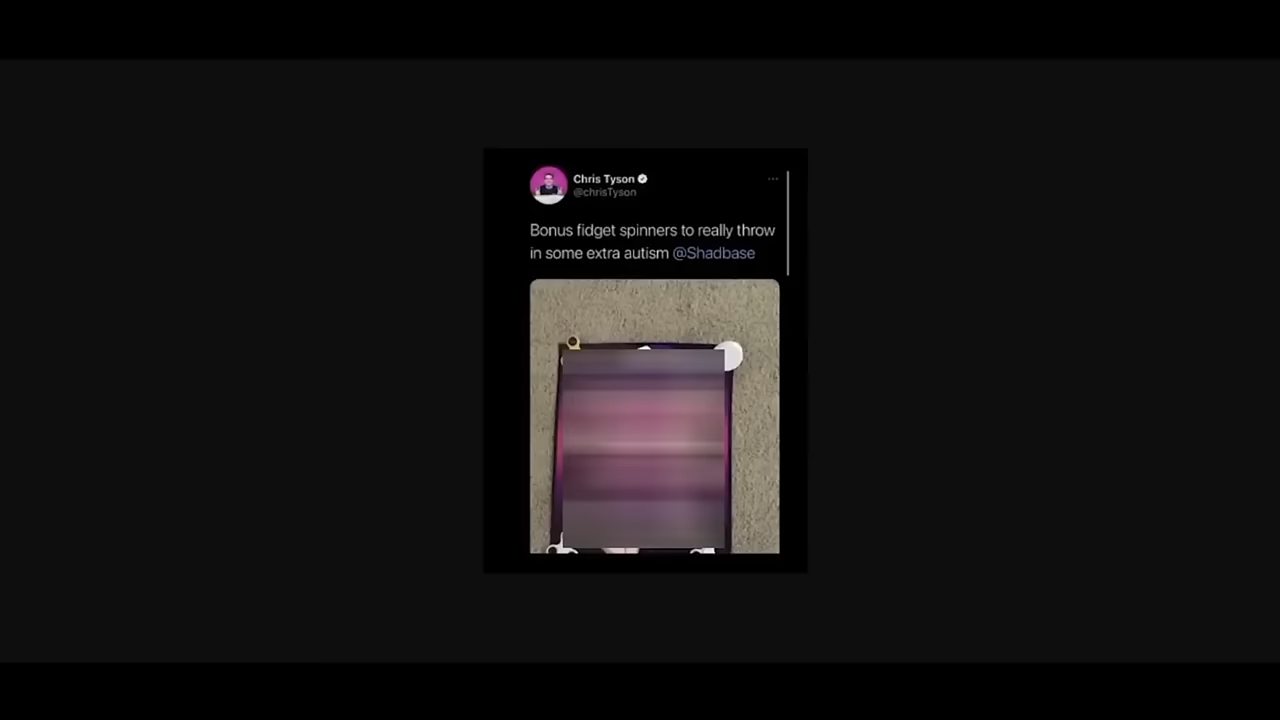 Chris Tyson
@chrisTyson
Bonus fidget spinners to really throw
in some extra autism @Shadbase